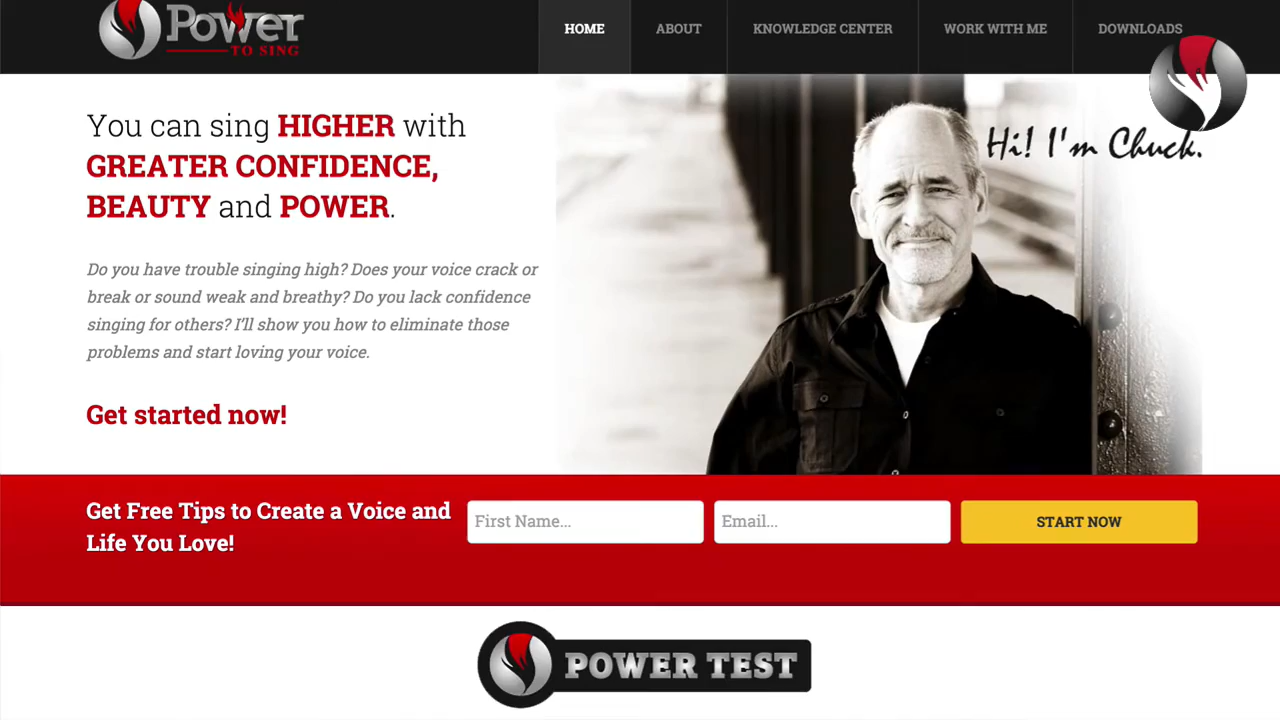 Power
TO SING
HOME
ABOUT
KNOWLEDGE CENTER
WORK WITH ME
DOWNLOADS
You can sing HIGHER with
GREATER CONFIDENCE,
BEAUTY and POWER.
Hi! I'm Chuck.
Do you have trouble singing high? Does your voice crack or
break or sound weak and breathy? Do you lack confidence
singing for others? I'll show you how to eliminate those
problems and start loving your voice.
Get started now!
Get Free Tips to Create a Voice and
Life You Love!
First Name...
Email...
START NOW
POWER TEST